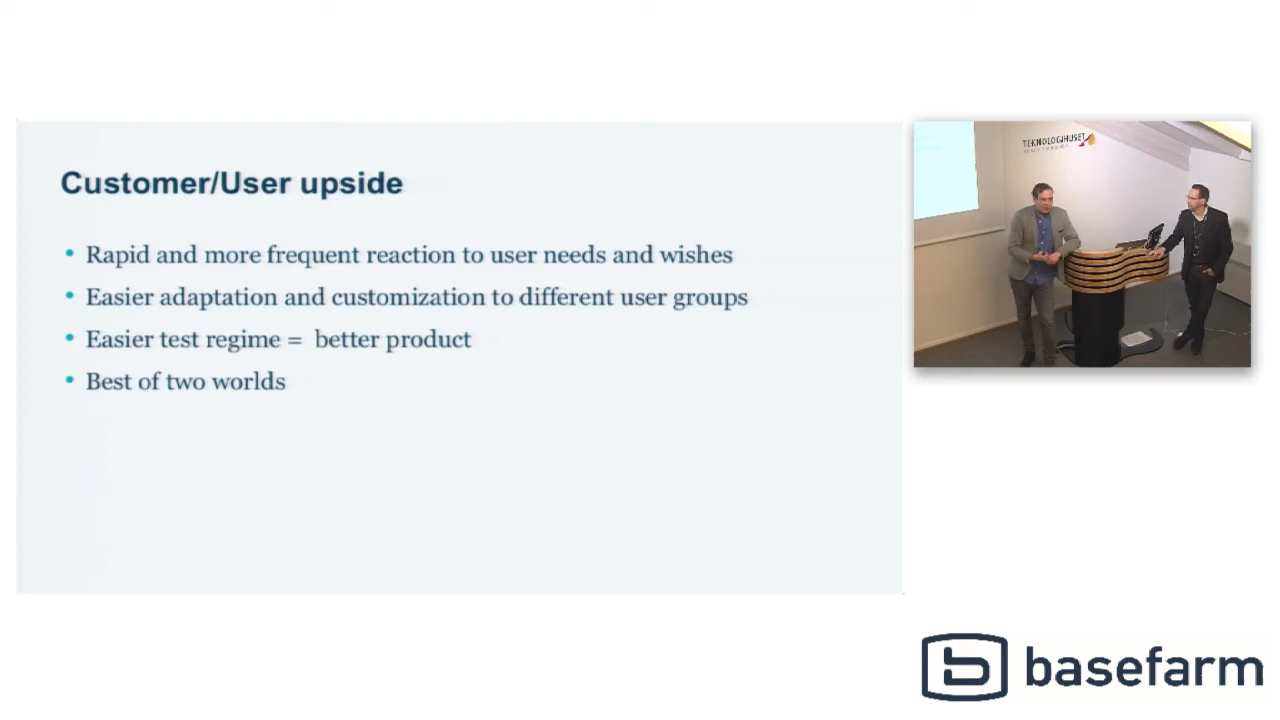 Customer/User upside
• Rapid and more frequent reaction to user needs and wishes
• Easier adaptation and customization to different user groups
• Easier test regime =  better product
• Best of two worlds
TEKNOLOGIHUSET
basefarm